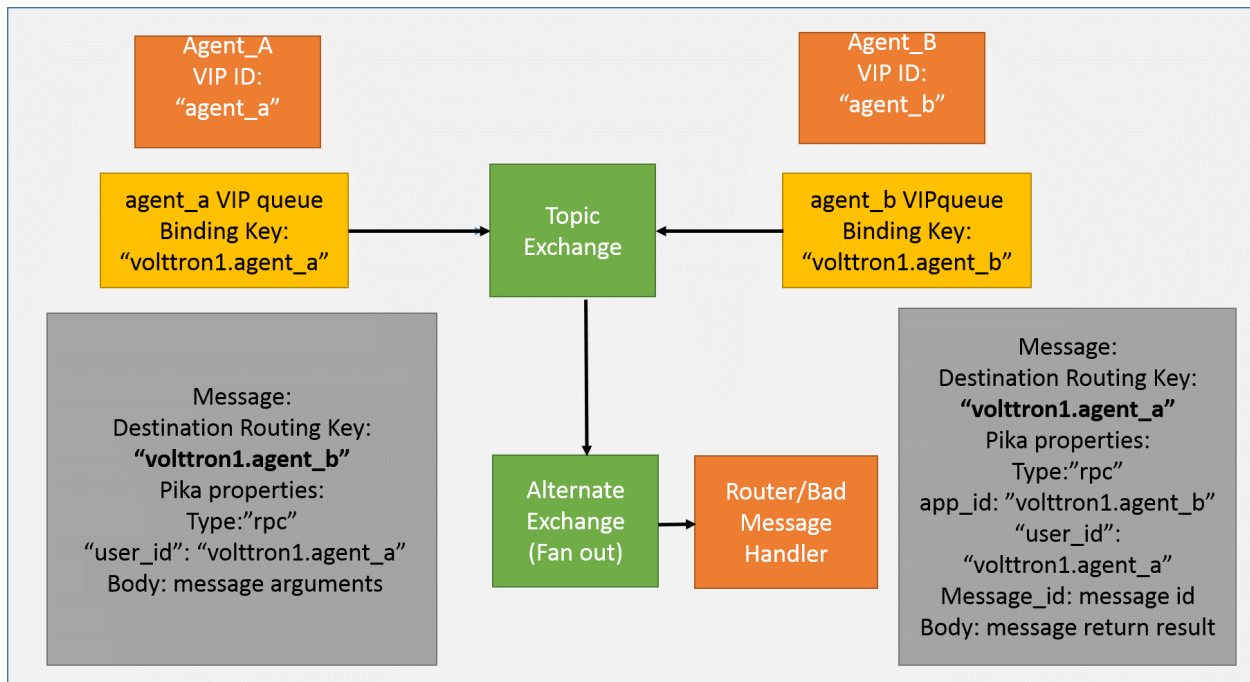 Agent_A
VIP ID:
“agent_a”
Agent_B
VIP ID:
“agent_b”
agent_a VIP queue
Binding Key:
“volttron1.agent_a”
Topic
Exchange
agent_b VIPqueue
Binding Key:
“volttron1.agent_b”
Message:
Destination Routing Key:
“volttron1.agent_b”
Pika properties:
Type:”rpc”
“user_id”: “volttron1.agent_a”
Body: message arguments
Alternate
Exchange
(Fan out)
Router/Bad
Message
Handler
Message:
Destination Routing Key:
“volttron1.agent_a”
Pika properties:
Type:”rpc”
app_id: ”volttron1.agent_b”
“user_id”:
“volttron1.agent_a”
Message_id: message id
Body: message return result